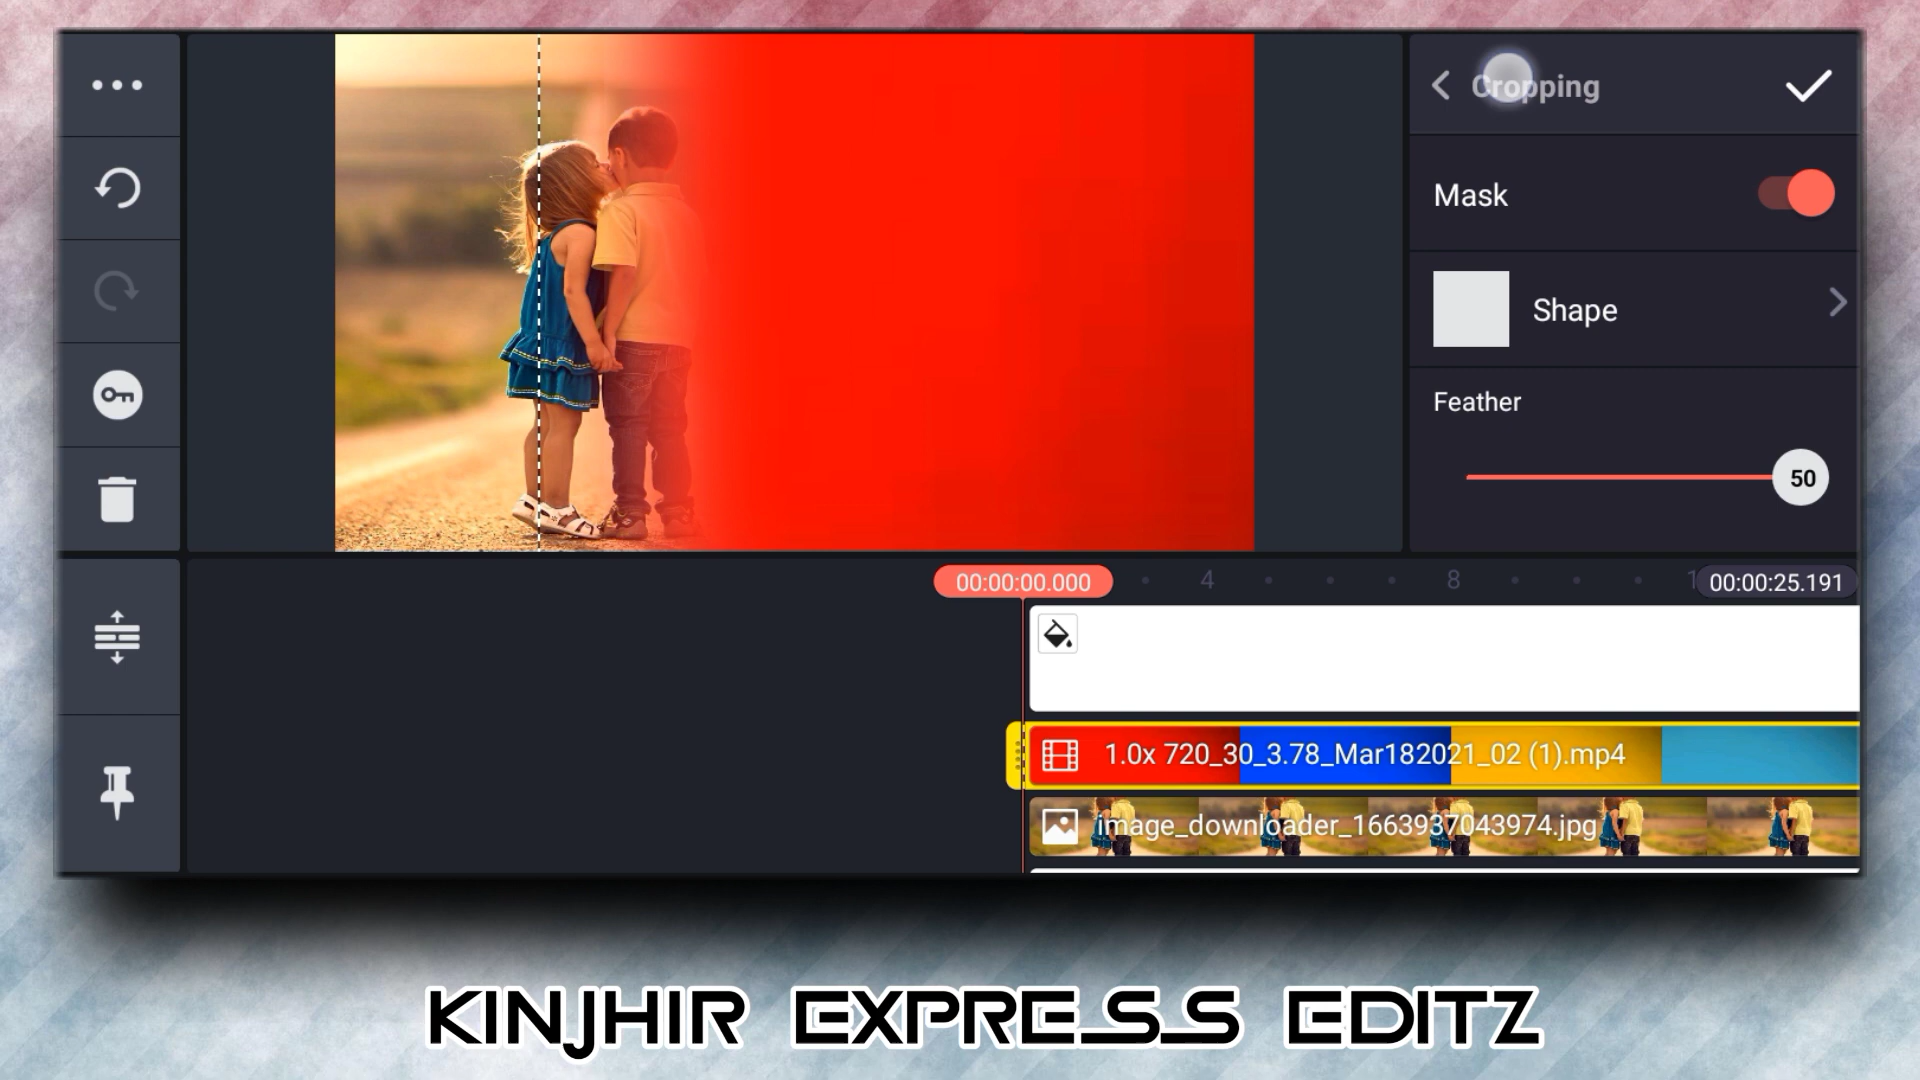 Cropping
Mask
Shape
Feather
50
00:00:00.000
4
8
1
00:00:25.191
1.0x 720_30_3.78_Mar182021_02 (1).mp4
image_downloader_1663937043974.jpg
KINJHIR EXPRESS EDITZ